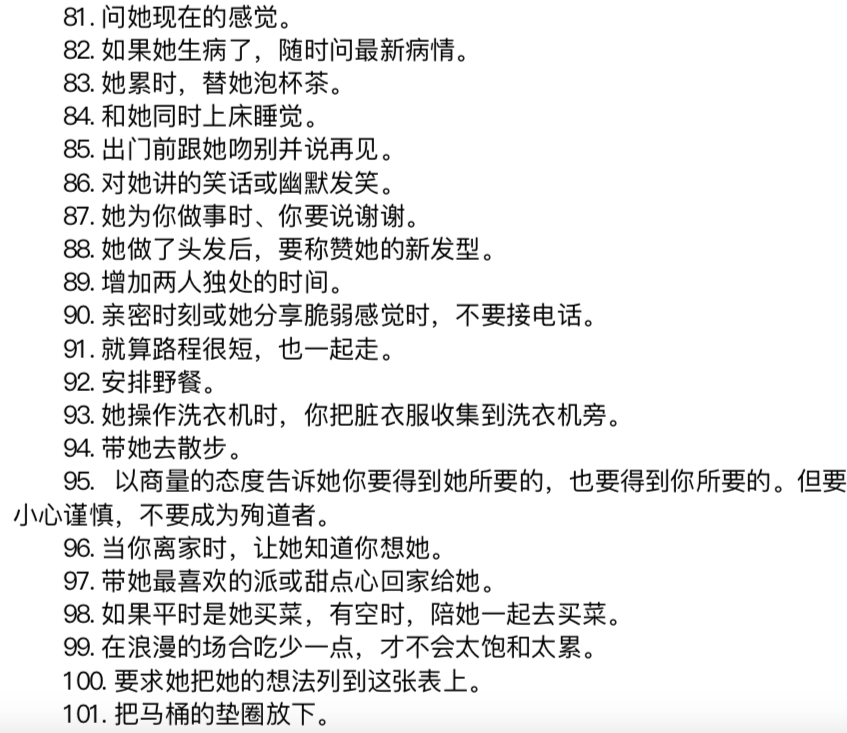 81. 问她现在的感觉。
82. 如果她生病了，随时问最新病情。
83. 她累时，替她泡杯茶。
84. 和她同时上床睡觉。
85. 出门前跟她吻别并说再见。
86. 对她讲的笑话或幽默发笑。
87. 她为你做事时、你要说谢谢。
88. 她做了头发后，要称赞她的新发型。
89. 增加两人独处的时间。
90. 亲密时刻或她分享脆弱感觉时，不要接电话。
91. 就算路程很短，也一起走。
92. 安排野餐。
93. 她操作洗衣机时，你把脏衣服收集到洗衣机旁。
94. 带她去散步。
95. 以商量的态度告诉她你要得到她所要的，也要得到你所要的。但要
小心谨慎，不要成为殉道者。
96. 当你离家时，让她知道你想她。
97. 带她最喜欢的派或甜点心回家给她。
98. 如果平时是她买菜，有空时，陪她一起去买菜。
99. 在浪漫的场合吃少一点，才不会太饱和太累。
100. 要求她把她的想法列到这张表上。
101. 把马桶的垫圈放下。